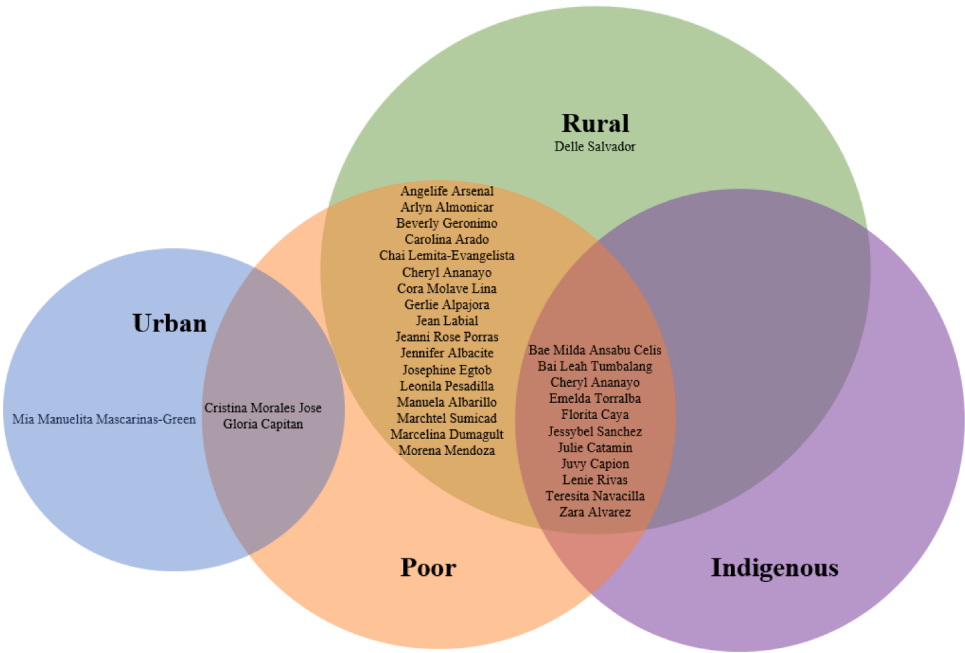 Rural
Delle Salvador
Angelife Arsenal
Arlyn Almonicar
Beverly Geronimo
Carolina Arado
Chai Lemita-Evangelista
Cheryl Ananayo
Cora Molave Lina
Gerlie Alpajora
Jean Labial
Jeanni Rose Porras
Jennifer Albacite
Josephine Egtob
Leonila Pesadilla
Manuela Albarillo
Marchtel Sumicad
Marcelina Dumagult
Morena Mendoza
Urban
Mia Manuelita Mascarinas-Green
Cristina Morales Jose
Gloria Capitan
Bae Milda Ansabu Celis
Bai Leah Tumbalang
Cheryl Ananayo
Emelda Torralba
Florita Caya
Jessybel Sanchez
Julie Catamin
Juvy Capion
Lenie Rivas
Teresita Navacilla
Zara Alvarez
Poor
Indigenous